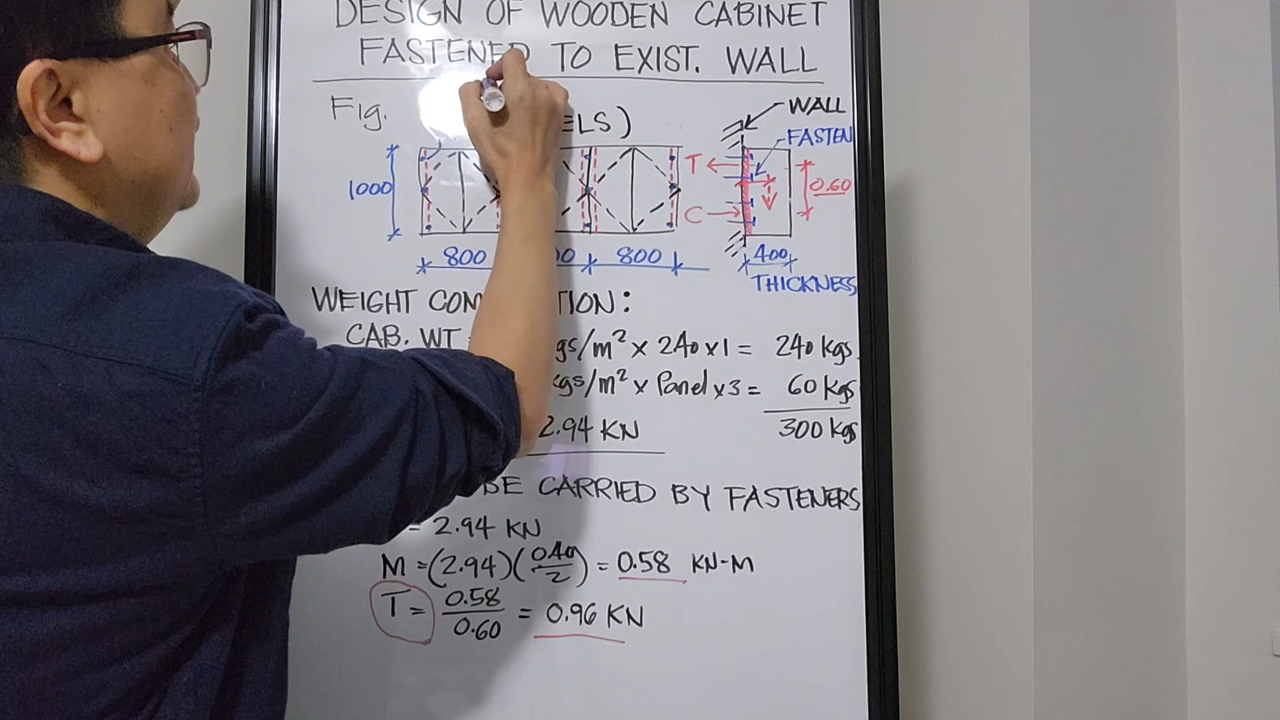 DESIGN OF WOODEN CABINET
FASTENED TO EXIST. WALL
Fig.
ELS)
WALL
FASTEN
T
1000
0.60
C
800
00
800
400
THICKNESS
WEIGHT COM TION:
CAB. WT
gs/m² x 240 x 1 = 240 kgs.
kgs/m² x Panel x 3 = 60 kgs
2.94 KN
300 kgs
BE CARRIED BY FASTENERS
= 2.94 KN
M = (2.94)(0.40/2) = 0.58 KN-M
T = 0.58/0.60 = 0.96 KN